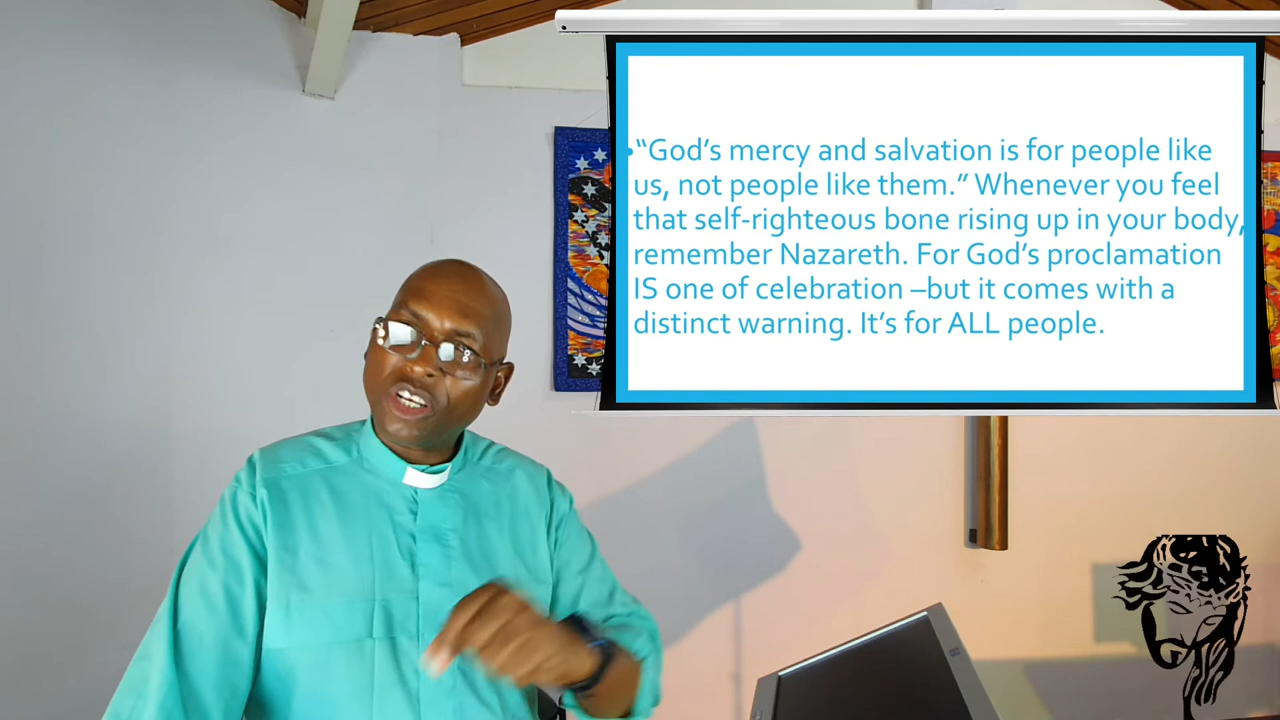 •“God’s mercy and salvation is for people like
us, not people like them.” Whenever you feel
that self-righteous bone rising up in your body,
remember Nazareth. For God’s proclamation
IS one of celebration –but it comes with a
distinct warning. It’s for ALL people.